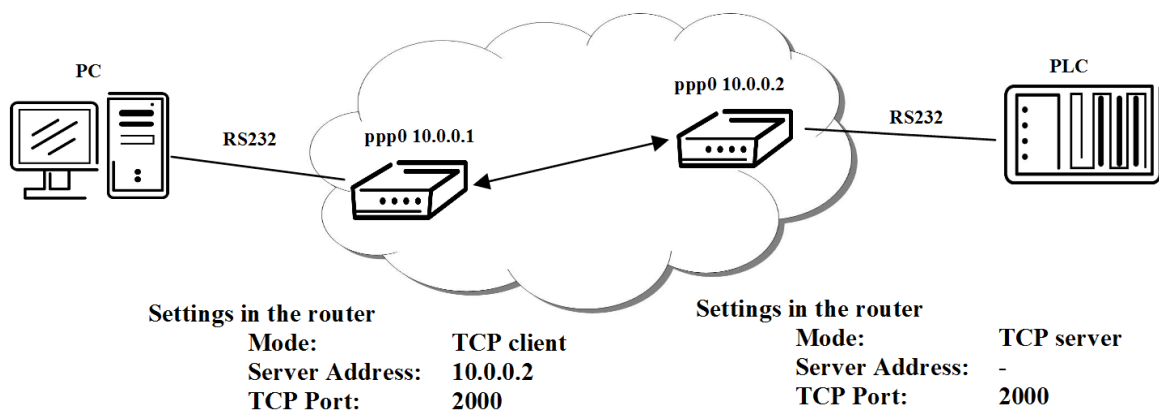 PC
ppp0 10.0.0.2
PLC
RS232
ppp0 10.0.0.1
RS232
Settings in the router
Mode: TCP client
Server Address: 10.0.0.2
TCP Port: 2000
Settings in the router
Mode: TCP server
Server Address: -
TCP Port: 2000